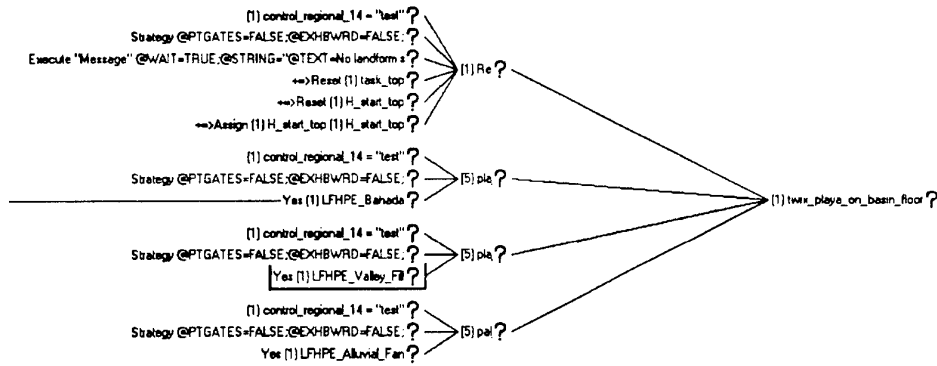 [1] control_regional_14 = "test" ?
Strategy @PTGATES=FALSE;@EXHBWRD=FALSE; ?
Execute "Message" @WAIT=TRUE;@STRING="@TEXT=No landform s ?
[1] Re ?
<=>Reset [1] task_top ?
<=>Reset [1] H_start_top ?
<=>Assign [1] H_start_top [1] H_start_top ?
[1] control_regional_14 = "test" ?
Strategy @PTGATES=FALSE;@EXHBWRD=FALSE; ?
[5] pla ?
Yes [1] LFHPE_Bahada ?
[1] twix_playa_on_basin_floor ?
[1] control_regional_14 = "test" ?
Strategy @PTGATES=FALSE;@EXHBWRD=FALSE; ?
[5] pla ?
Yes [1] LFHPE_Valley_Fill ?
[1] control_regional_14 = "test" ?
Strategy @PTGATES=FALSE;@EXHBWRD=FALSE; ?
[5] pal ?
Yes [1] LFHPE_Alluvial_Fan ?